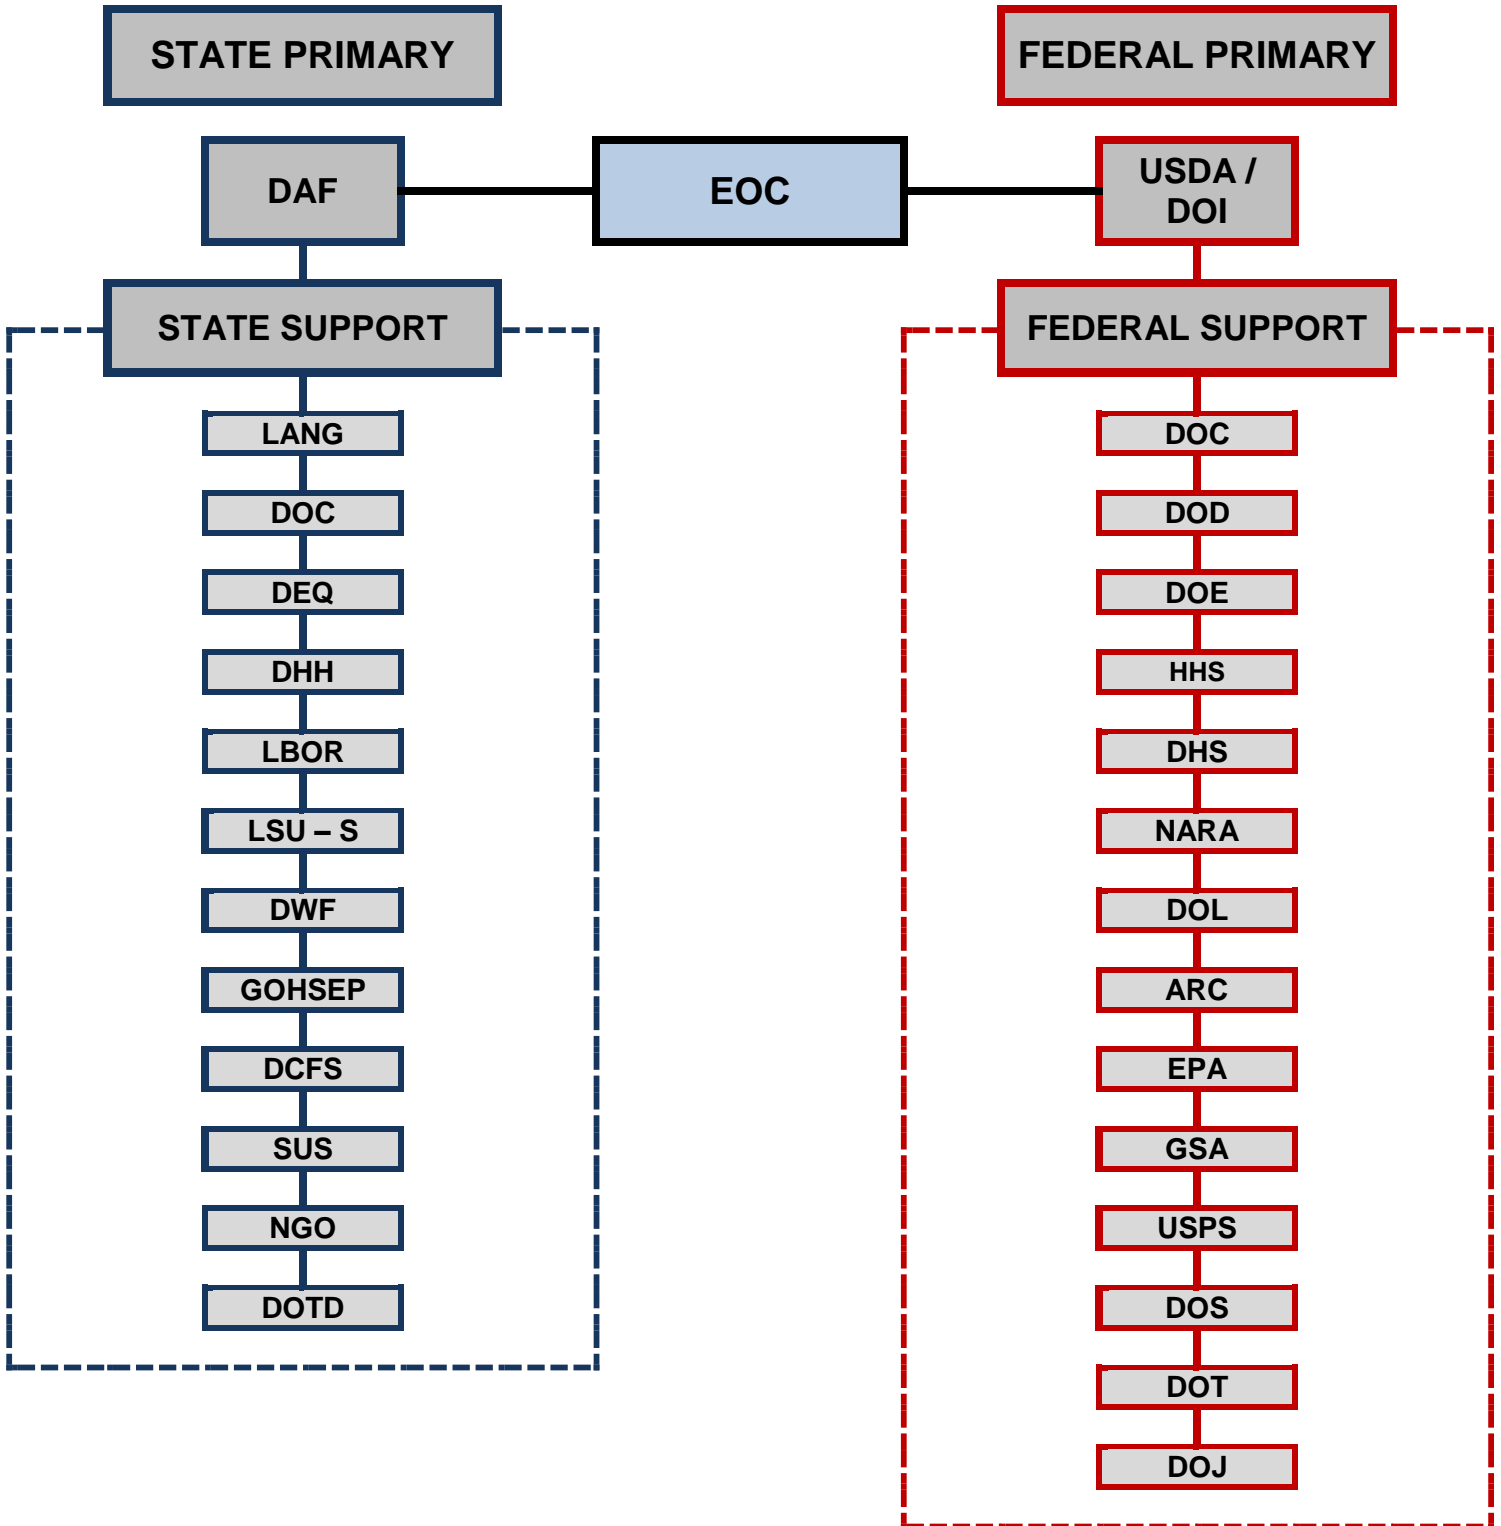 STATE PRIMARY
FEDERAL PRIMARY
DAF
EOC
USDA /
DOI
STATE SUPPORT
LANG
DOC
DEQ
DHH
LBOR
LSU – S
DWF
GOHSEP
DCFS
SUS
NGO
DOTD
FEDERAL SUPPORT
DOC
DOD
DOE
HHS
DHS
NARA
DOL
ARC
EPA
GSA
USPS
DOS
DOT
DOJ